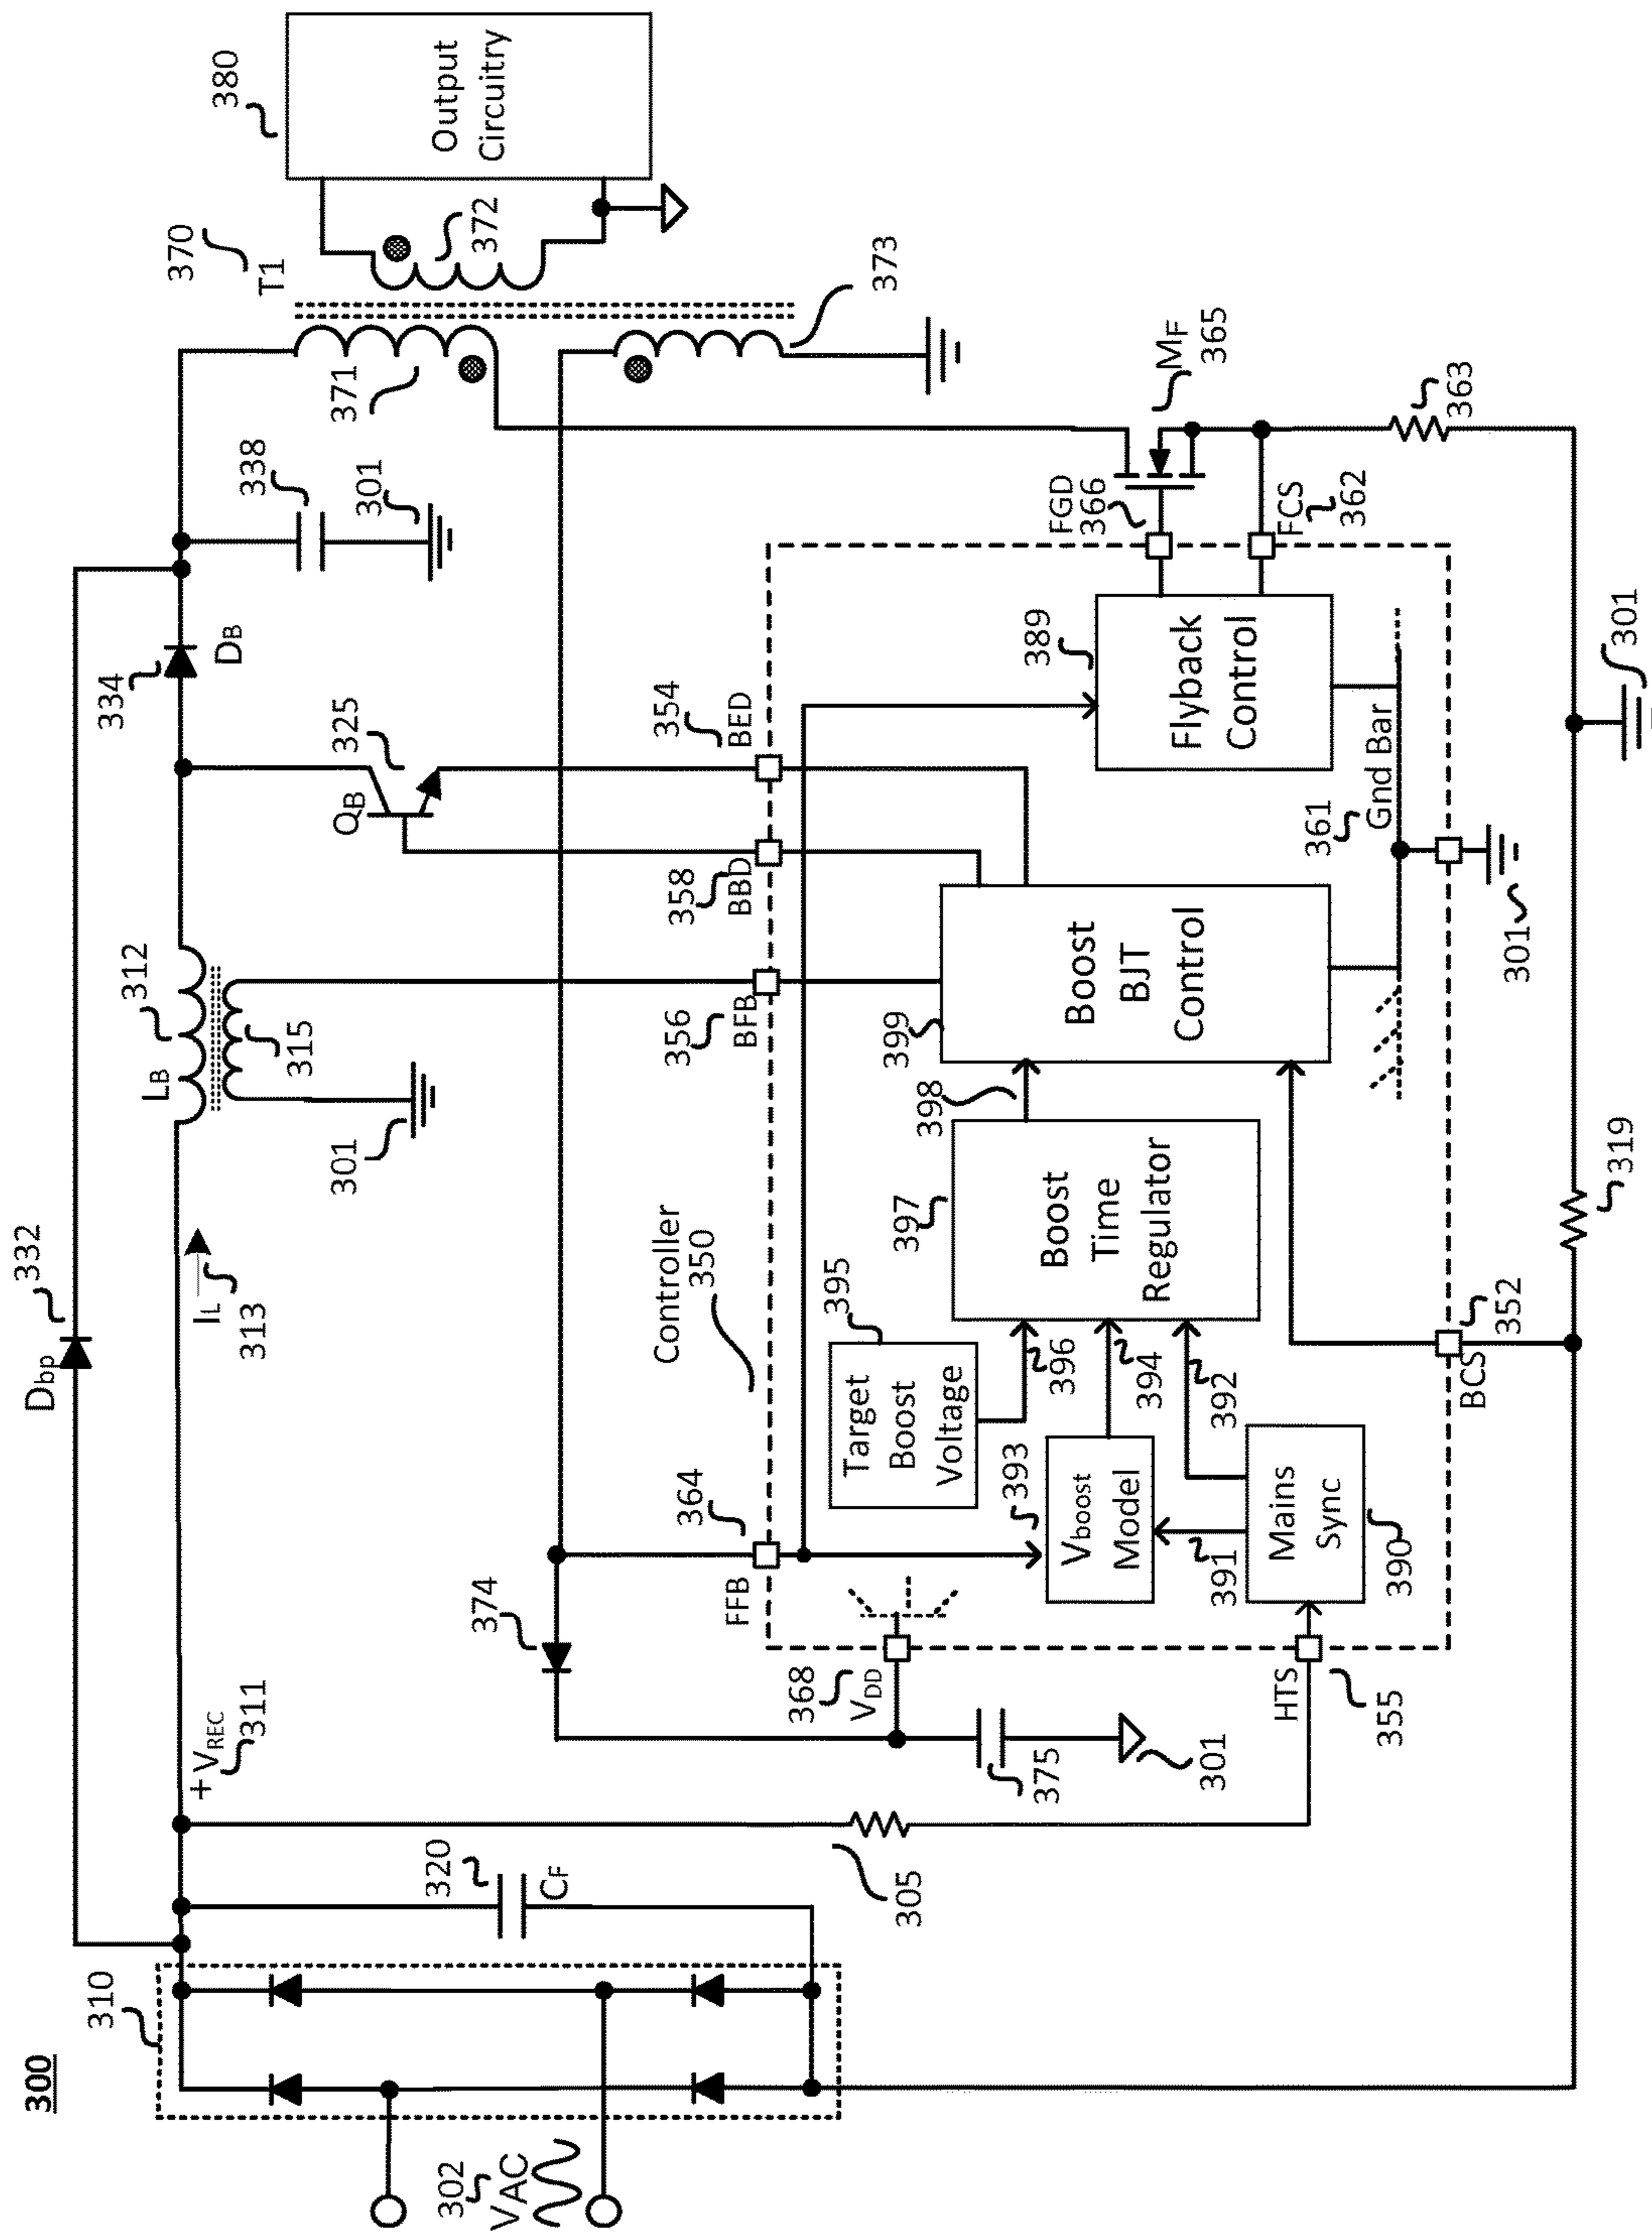 300
302
VAC
310
Dbp
332
320
CF
305
+ VREC
311
IL
313
LB
312
315
301
QB
325
334
DB
338
301
370
T1
371
372
373
380
Output
Circuitry
374
375
301
368
VDD
FFB
364
Controller
350
356
BFB
358
BBD
354
BED
FGD
366
MF
365
FCS
362
363
HTS
355
Mains
Sync
390
391
392
Vboost
Model
393
394
Target
Boost
Voltage
395
396
Boost
Time
Regulator
397
398
Boost
BJT
Control
399
Flyback
Control
389
361
Gnd Bar
301
BCS
352
319
301